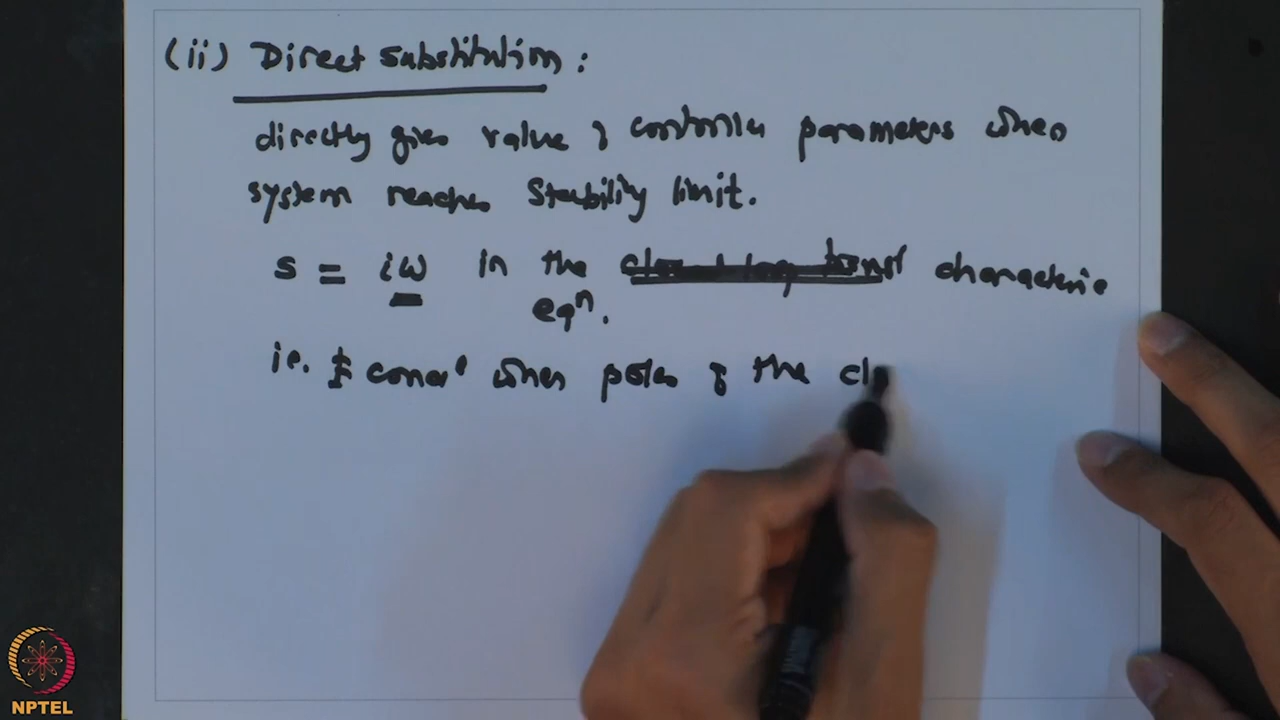 (ii) Direct substitution :
directly gives value of controller parameters when
system reaches stability limit.
s = iω in the characteristic
eqⁿ.
ie. when poles of the cl
NPTEL